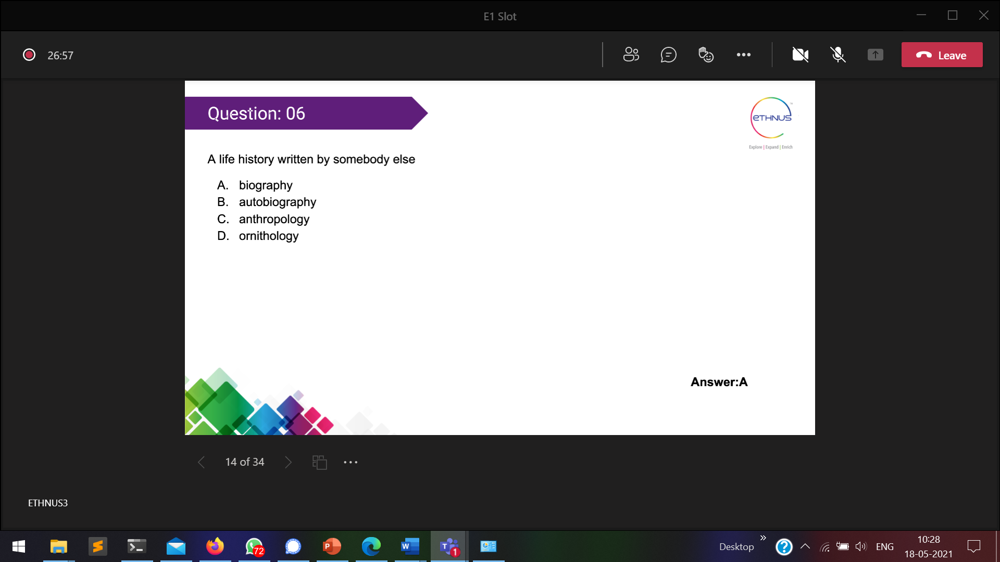 E1 Slot
26:57
Leave
Question: 06
ETHNUS
TM
Explore | Expand | Enrich
A life history written by somebody else
A. biography
B. autobiography
C. anthropology
D. ornithology
Answer:A
14 of 34
ETHNUS3
72
1
Desktop
ENG
10:28
18-05-2021